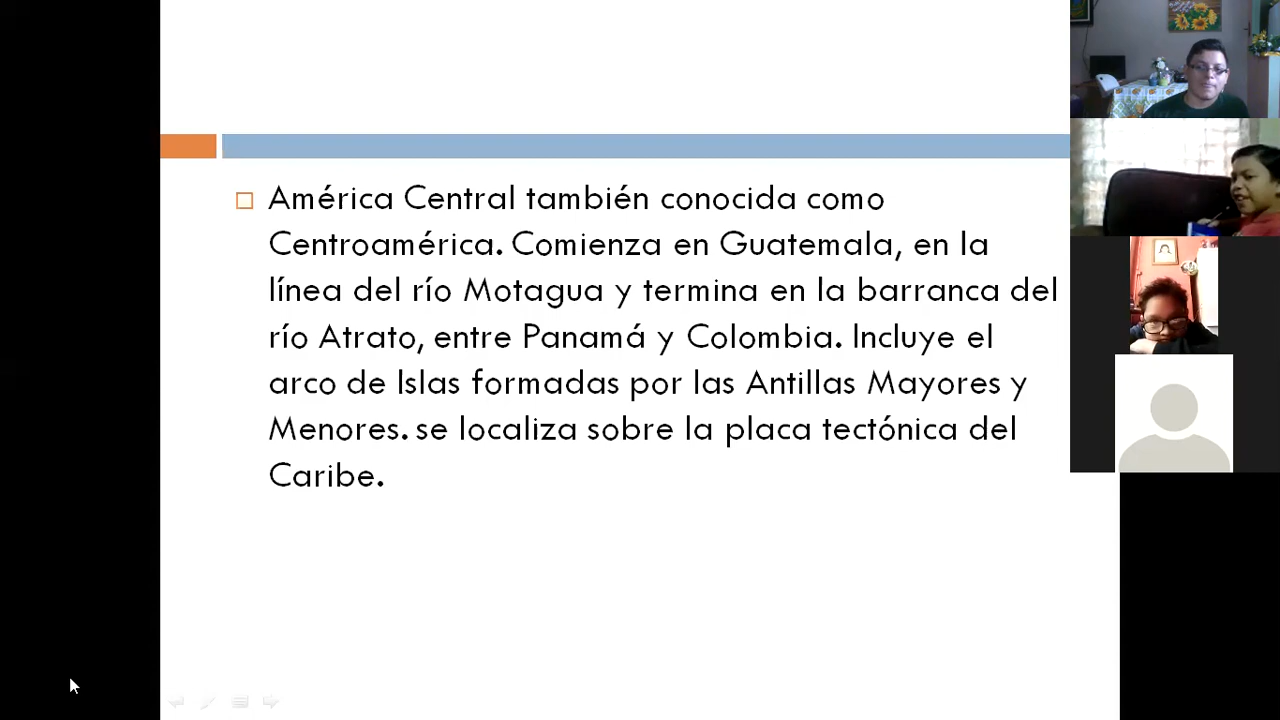 América Central también conocida como
Centroamérica. Comienza en Guatemala, en la
línea del río Motagua y termina en la barranca del
río Atrato, entre Panamá y Colombia. Incluye el
arco de Islas formadas por las Antillas Mayores y
Menores. se localiza sobre la placa tectónica del
Caribe.